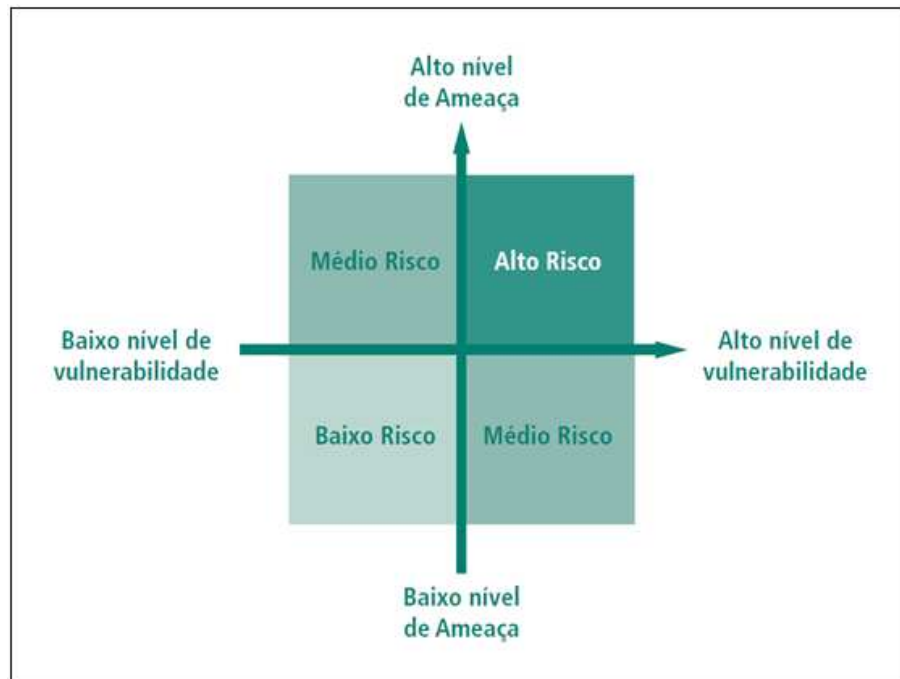 Alto nível
de Ameaça
Médio Risco
Alto Risco
Baixo nível de
vulnerabilidade
Alto nível de
vulnerabilidade
Baixo Risco
Médio Risco
Baixo nível
de Ameaça